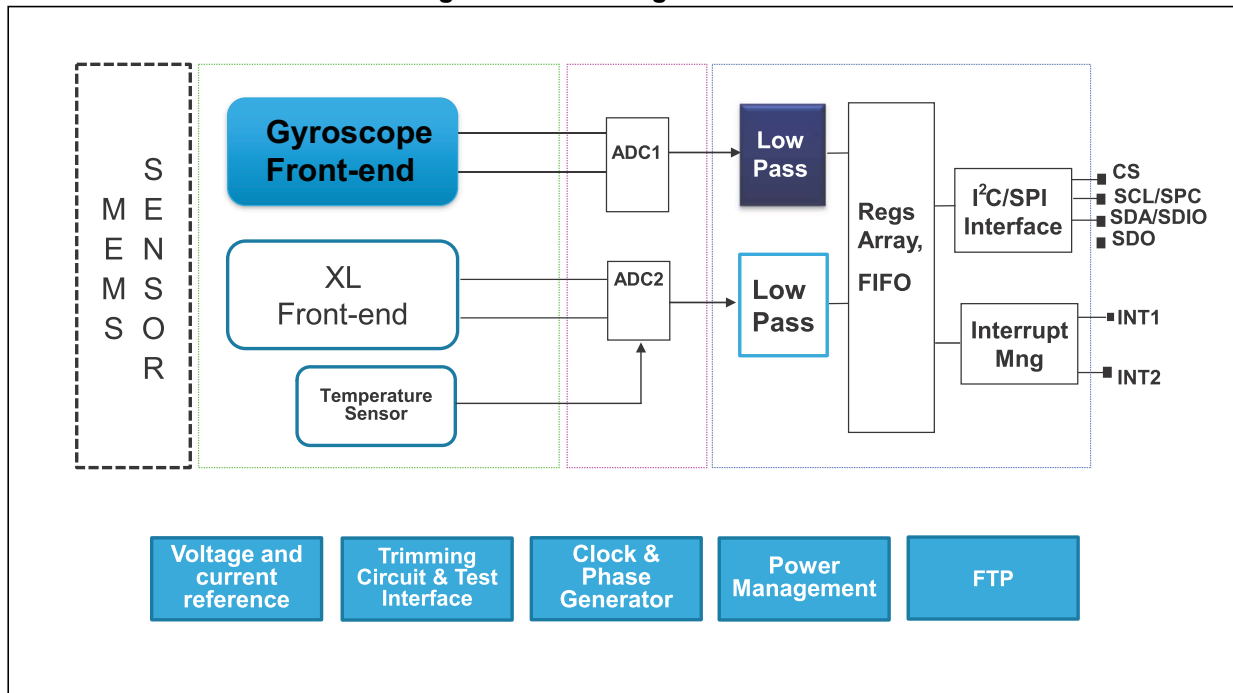 MEMS
SENSOR
Gyroscope
Front-end
XL
Front-end
Temperature
Sensor
ADC1
ADC2
Low
Pass
Low
Pass
Regs
Array,
FIFO
I²C/SPI
Interface
Interrupt
Mng
CS
SCL/SPC
SDA/SDIO
SDO
INT1
INT2
Voltage and
current
reference
Trimming
Circuit & Test
Interface
Clock &
Phase
Generator
Power
Management
FTP